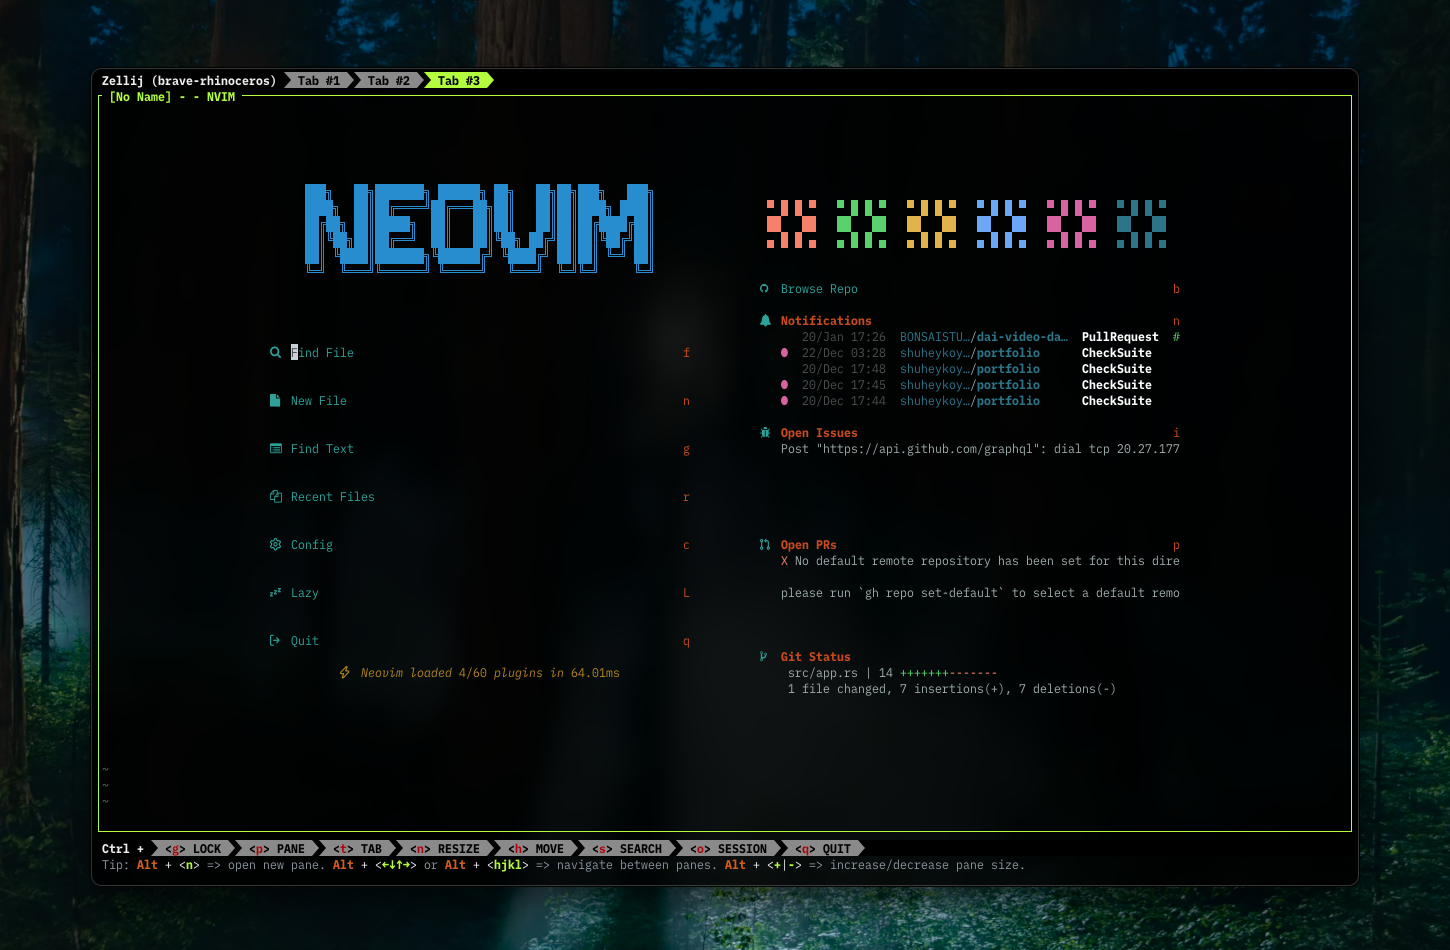 Zellij (brave-rhinoceros) Tab #1 Tab #2 Tab #3
[No Name] - - NVIM
NEOVIM
Find File f
New File n
Find Text g
Recent Files r
Config c
Lazy L
Quit q
Neovim loaded 4/60 plugins in 64.01ms
Browse Repo b
Notifications n
20/Jan 17:26 BONSAISTU…/dai-video-da… PullRequest #
22/Dec 03:28 shuheykoy…/portfolio CheckSuite
20/Dec 17:48 shuheykoy…/portfolio CheckSuite
20/Dec 17:45 shuheykoy…/portfolio CheckSuite
20/Dec 17:44 shuheykoy…/portfolio CheckSuite
Open Issues i
Post "https://api.github.com/graphql": dial tcp 20.27.177
Open PRs p
X No default remote repository has been set for this dire
please run `gh repo set-default` to select a default remo
Git Status
src/app.rs | 14 +++++++-------
1 file changed, 7 insertions(+), 7 deletions(-)
~
~
~
Ctrl + <g> LOCK <p> PANE <t> TAB <n> RESIZE <h> MOVE <s> SEARCH <o> SESSION <q> QUIT
Tip: Alt + <n> => open new pane. Alt + <←↓↑→> or Alt + <hjkl> => navigate between panes. Alt + <+|-> => increase/decrease pane size.